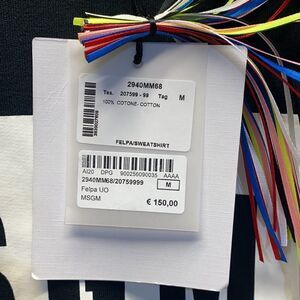 2940MM68
Tes. 207599 - 99 Tag M
100% COTONE- COTTON
FELPA/SWEATSHIRT
AI20 DPG 900256090035 AAAA
2940MM68/20759999 M
Felpa UO
MSGM € 150,00